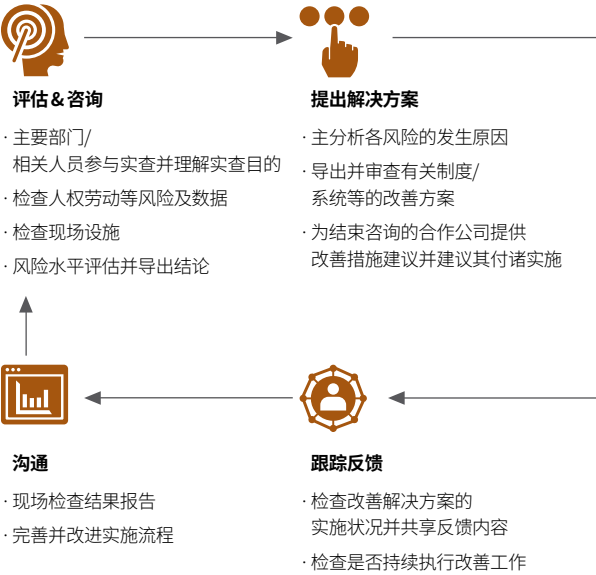 评估＆咨询
· 主要部门/
相关人员参与实查并理解实查目的
· 检查人权劳动等风险及数据
· 检查现场设施
· 风险水平评估并导出结论
提出解决方案
· 主分析各风险的发生原因
· 导出并审查有关制度/
系统等的改善方案
· 为结束咨询的合作公司提供
改善措施建议并建议其付诸实施
沟通
· 现场检查结果报告
· 完善并改进实施流程
跟踪反馈
· 检查改善解决方案的
实施状况并共享反馈内容
· 检查是否持续执行改善工作